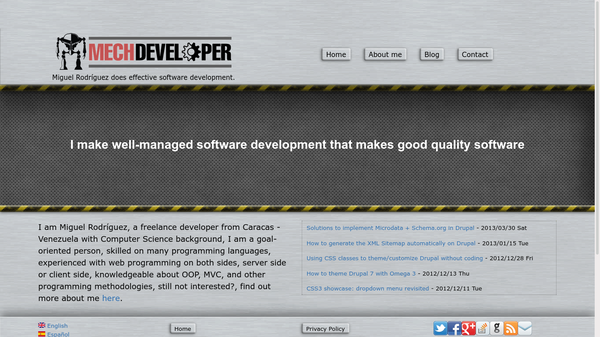 MECHDEVELOPER
Miguel Rodríguez does effective software development.
Home
About me
Blog
Contact
I make well-managed software development that makes good quality software
I am Miguel Rodríguez, a freelance developer from Caracas -
Venezuela with Computer Science background, I am a goal-
oriented person, skilled on many programming languages,
experienced with web programming on both sides, server side
or client side, knowledgeable about OOP, MVC, and other
programming methodologies, still not interested?, find out
more about me here.
Solutions to implement Microdata + Schema.org in Drupal - 2013/03/30 Sat
How to generate the XML Sitemap automatically on Drupal - 2013/01/15 Tue
Using CSS classes to theme/customize Drupal without coding - 2012/12/28 Fri
How to theme Drupal 7 with Omega 3 - 2012/12/13 Thu
CSS3 showcase: dropdown menu revisited - 2012/12/11 Tue
English
Español
Home
Privacy Policy